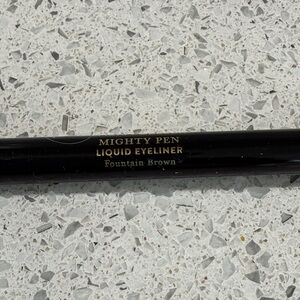 MIGHTY PEN
LIQUID EYELINER
Fountain Brown